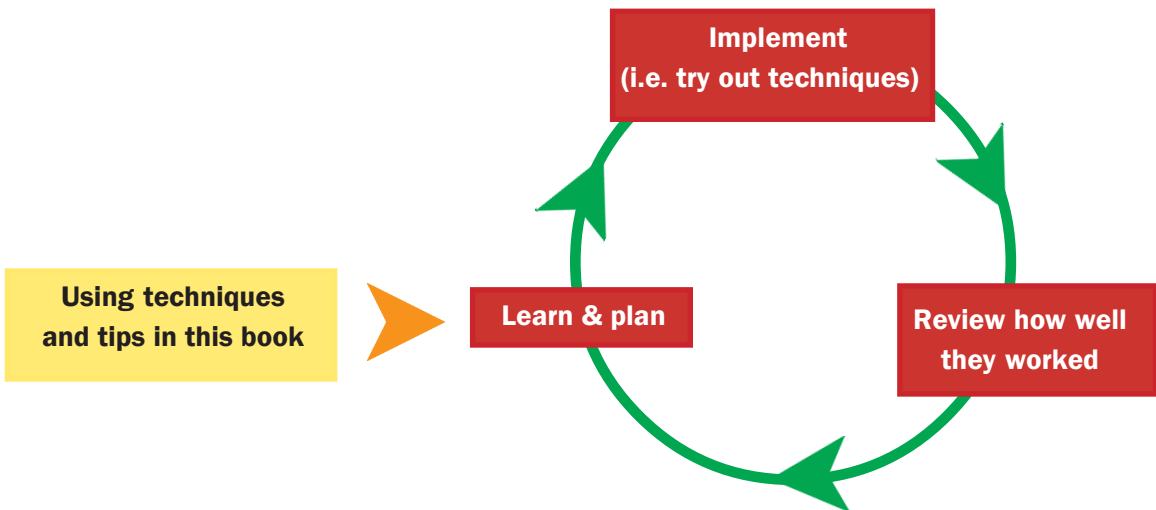 Implement
(i.e. try out techniques)
Using techniques
and tips in this book
Learn & plan
Review how well
they worked